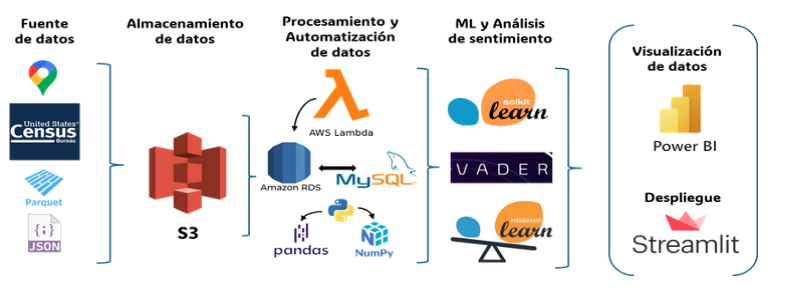 Fuente
de datos
Almacenamiento
de datos
Procesamiento y
Automatización
de datos
ML y Análisis
de sentimiento
Visualización
de datos
United States®
Census
Bureau
Parquet
{;}
JSON
S3
AWS Lambda
Amazon RDS
MySQL
pandas
NumPy
scikit
learn
VADER
imbalanced
learn
Power BI
Despliegue
Streamlit